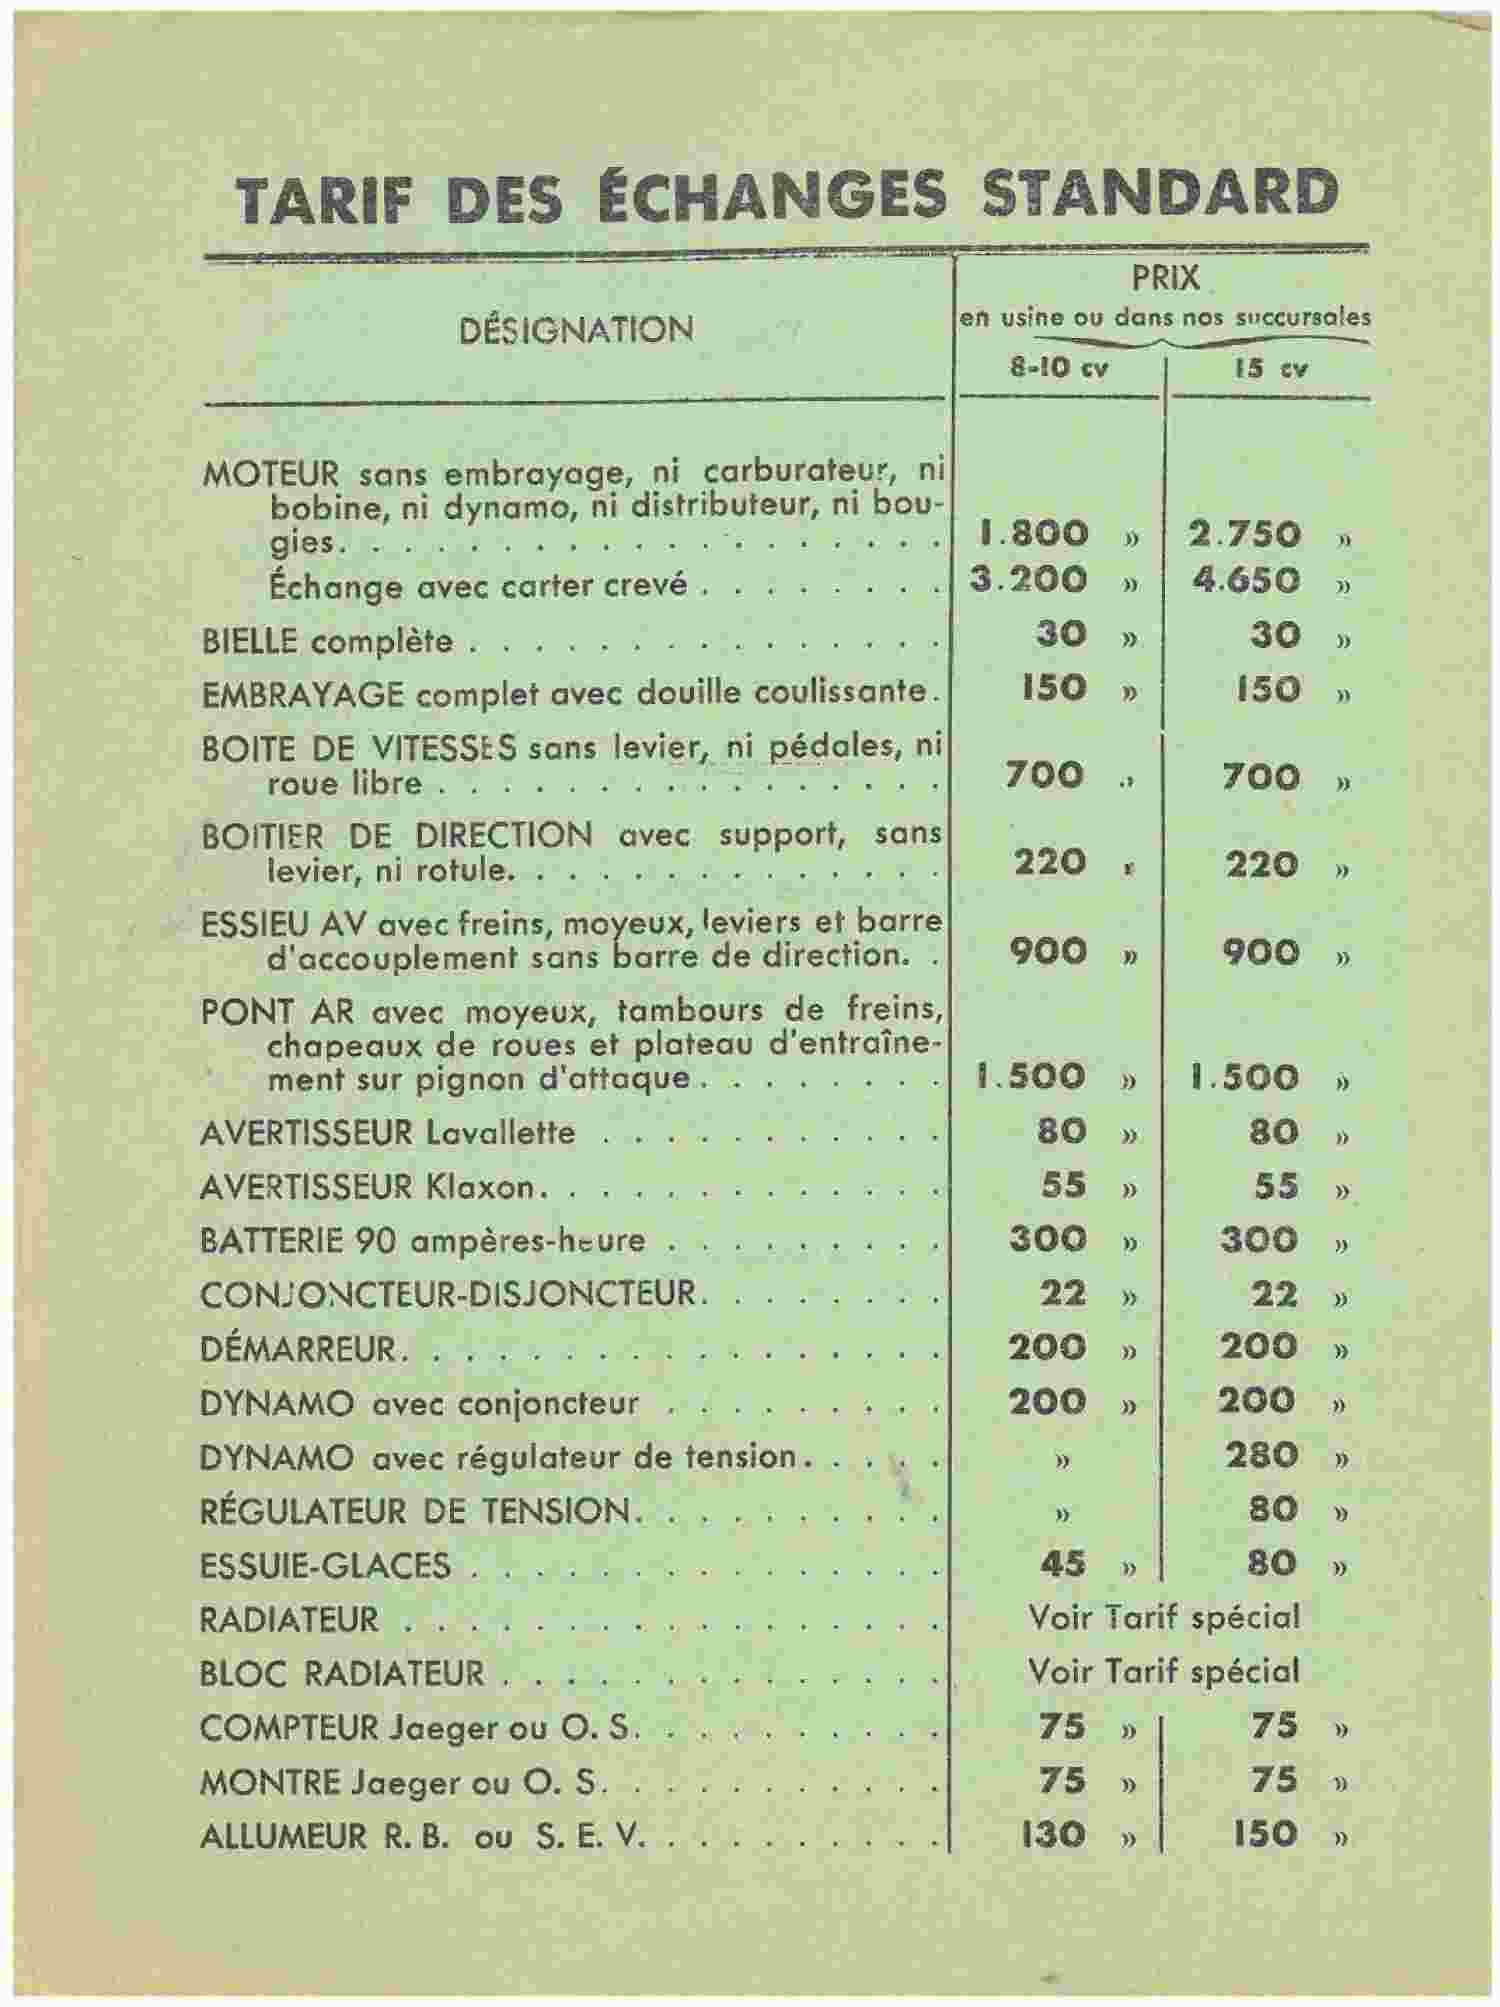 TARIF DES ÉCHANGES STANDARD
DÉSIGNATION
PRIX
en usine ou dans nos succursales
8-10 cv 15 cv
MOTEUR sans embrayage, ni carburateur, ni
bobine, ni dynamo, ni distributeur, ni bou-
gies. . . . . . . . . . . . . . . . . . . 1.800 » 2.750 »
Échange avec carter crevé . . . . . . . . 3.200 » 4.650 »
BIELLE complète . . . . . . . . . . . . . . . 30 » 30 »
EMBRAYAGE complet avec douille coulissante. 150 » 150 »
BOITE DE VITESSES sans levier, ni pédales, ni
roue libre . . . . . . . . . . . . . . . . 700 » 700 »
BOITIER DE DIRECTION avec support, sans
levier, ni rotule. . . . . . . . . . . . . . 220 » 220 »
ESSIEU AV avec freins, moyeux, leviers et barre
d'accouplement sans barre de direction. . 900 » 900 »
PONT AR avec moyeux, tambours de freins,
chapeaux de roues et plateau d'entraîne-
ment sur pignon d'attaque . . . . . . . . 1.500 » 1.500 »
AVERTISSEUR Lavallette . . . . . . . . . . . 80 » 80 »
AVERTISSEUR Klaxon. . . . . . . . . . . . . 55 » 55 »
BATTERIE 90 ampères-heure . . . . . . . . . 300 » 300 »
CONJONCTEUR-DISJONCTEUR. . . . . . . . 22 » 22 »
DÉMARREUR. . . . . . . . . . . . . . . . . 200 » 200 »
DYNAMO avec conjoncteur . . . . . . . . . 200 » 200 »
DYNAMO avec régulateur de tension. . . . . » 280 »
RÉGULATEUR DE TENSION. . . . . . . . . . » 80 »
ESSUIE-GLACES . . . . . . . . . . . . . . . 45 » 80 »
RADIATEUR . . . . . . . . . . . . . . . . . Voir Tarif spécial
BLOC RADIATEUR . . . . . . . . . . . . . . Voir Tarif spécial
COMPTEUR Jaeger ou O. S. . . . . . . . . . 75 » 75 »
MONTRE Jaeger ou O. S. . . . . . . . . . . 75 » 75 »
ALLUMEUR R. B. ou S. E. V. . . . . . . . . . 130 » 150 »